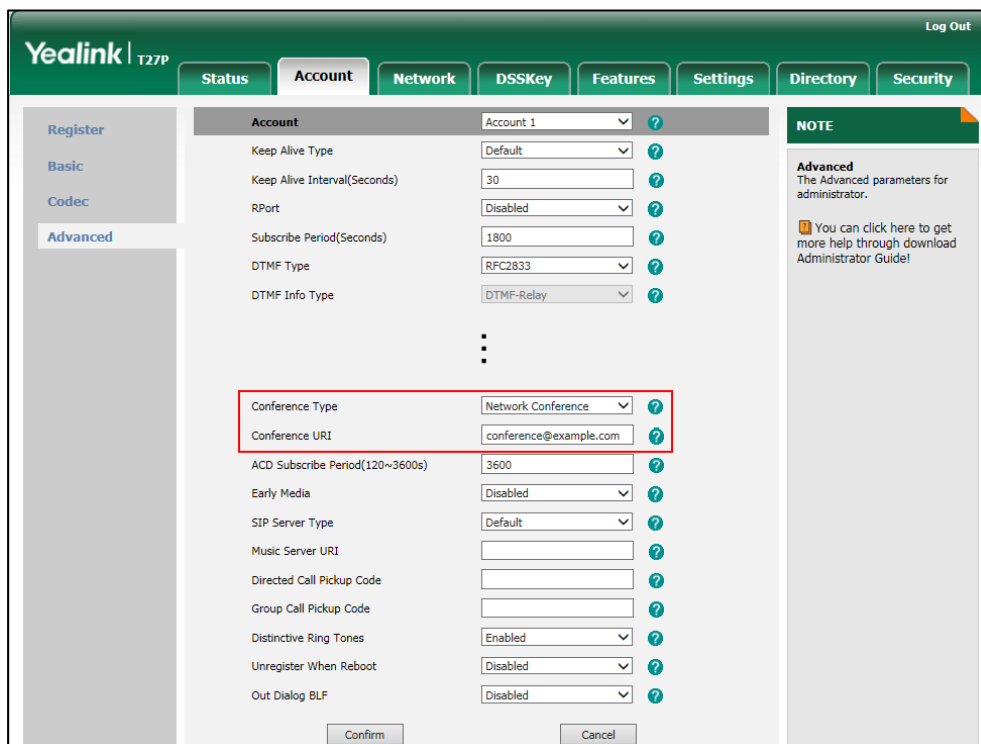 Log Out
Yealink | T27P
Status Account Network DSSKey Features Settings Directory Security
Register
Basic
Codec
Advanced
Account Account 1
Keep Alive Type Default
Keep Alive Interval(Seconds) 30
RPort Disabled
Subscribe Period(Seconds) 1800
DTMF Type RFC2833
DTMF Info Type DTMF-Relay
Conference Type Network Conference
Conference URI conference@example.com
ACD Subscribe Period(120~3600s) 3600
Early Media Disabled
SIP Server Type Default
Music Server URI
Directed Call Pickup Code
Group Call Pickup Code
Distinctive Ring Tones Enabled
Unregister When Reboot Disabled
Out Dialog BLF Disabled
Confirm Cancel
NOTE
Advanced
The Advanced parameters for
administrator.
You can click here to get
more help through download
Administrator Guide!